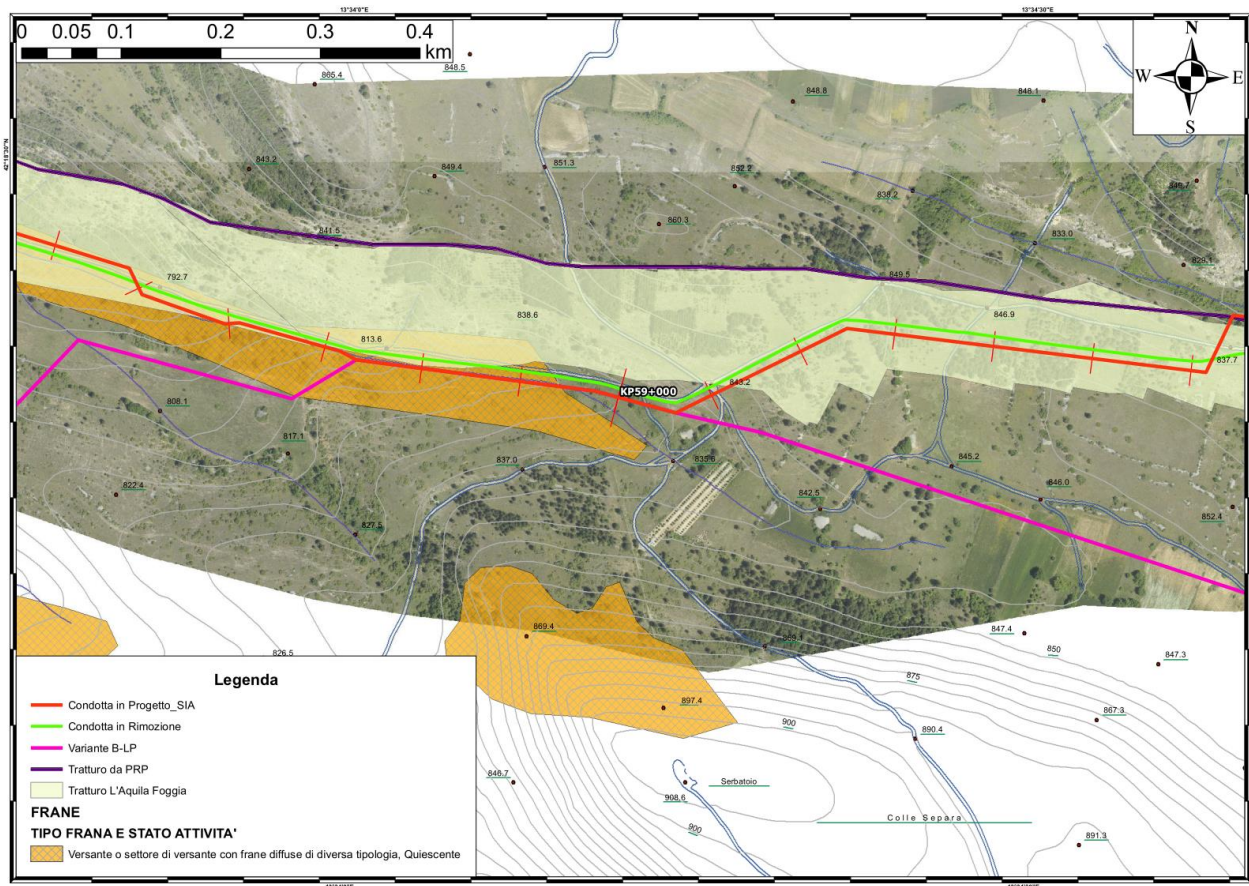 13°34'0"
13°34'30"
0 0.05 0.1 0.2 0.3 0.4
km
N
W E
S
42°18'30"N
848.5
865.4
848.8
848.1
843.2
849.4
851.3
852.2
838.2
849.7
860.3
841.5
833.0
829.1
849.5
792.7
838.6
846.9
813.6
837.7
KP59+000
843.2
808.1
817.1
837.0
835.6
845.2
822.4
842.5
846.0
852.4
827.5
869.4
847.4
850
826.5
847.3
875
897.4
867.3
900
890.4
846.7
Serbatoio
908.6
Colle Separa
900
891.3
Legenda
Condotta in Progetto_SIA
Condotta in Rimozione
Variante B-LP
Tratturo da PRP
Tratturo L'Aquila Foggia
FRANE
TIPO FRANA E STATO ATTIVITA'
Versante o settore di versante con frane diffuse di diversa tipologia, Quiescente